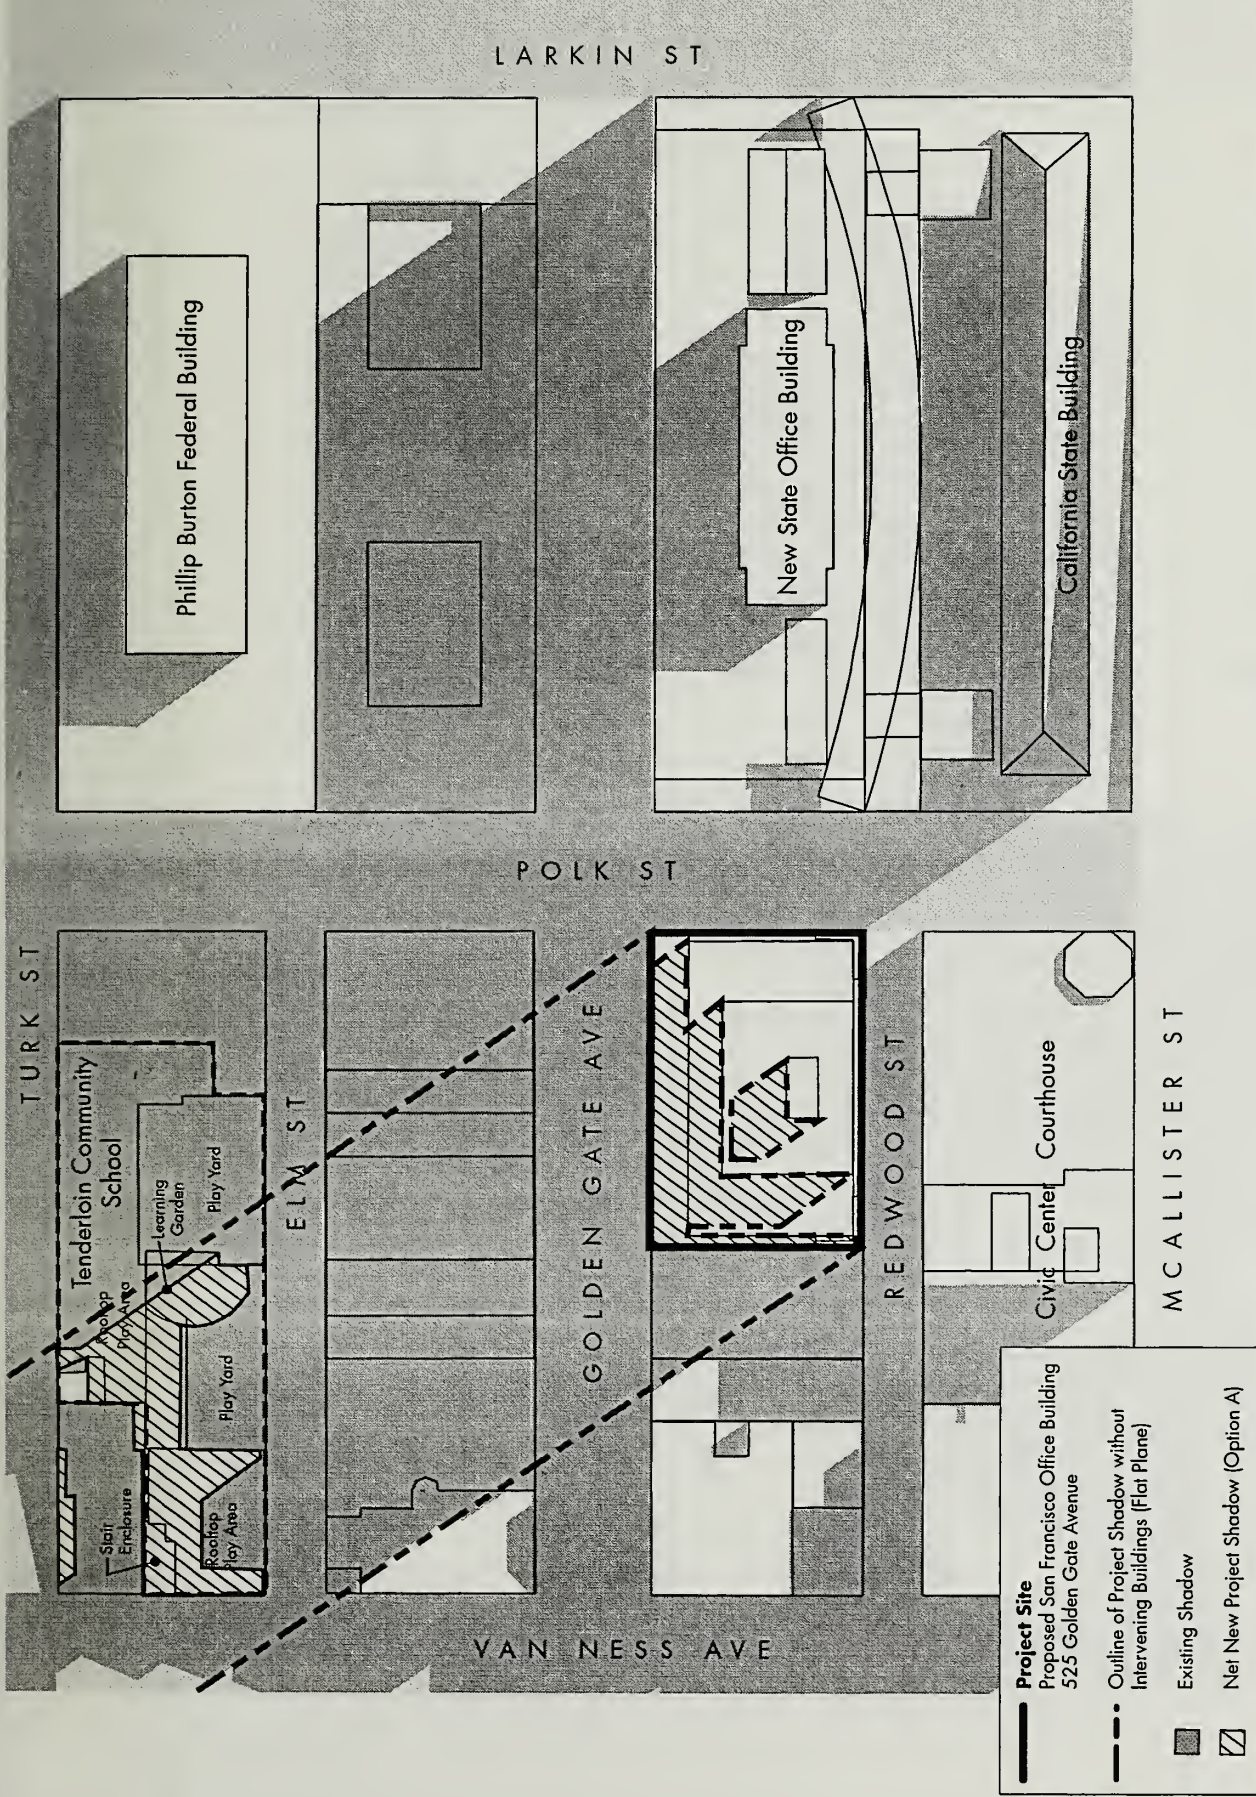 LARKIN ST
Phillip Burton Federal Building
New State Office Building
California State Building
POLK ST
TURK ST
Tenderloin Community
School
Learning
Garden
Play Yard
Rooftop
Play Area
Play Yard
Stair
Enclosure
Rooftop
Play Area
ELM ST
GOLDEN GATE AVE
REDWOOD ST
Civic Center Courthouse
MCALLISTER ST
VAN NESS AVE
Project Site
Proposed San Francisco Office Building
525 Golden Gate Avenue
Outline of Project Shadow without
Intervening Buildings (Flat Plane)
Existing Shadow
Net New Project Shadow (Option A)